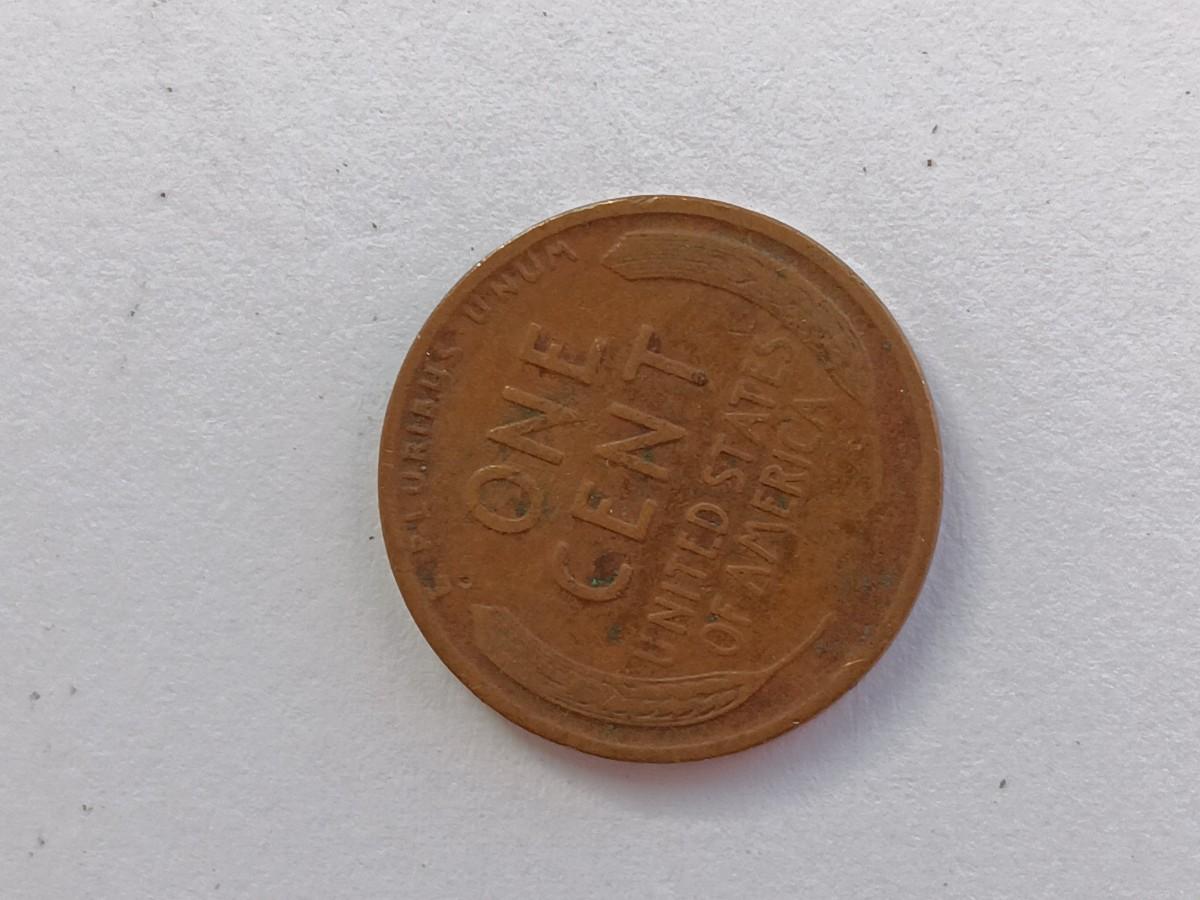 E PLURIBUS UNUM
ONE
CENT
UNITED STATES
OF AMERICA